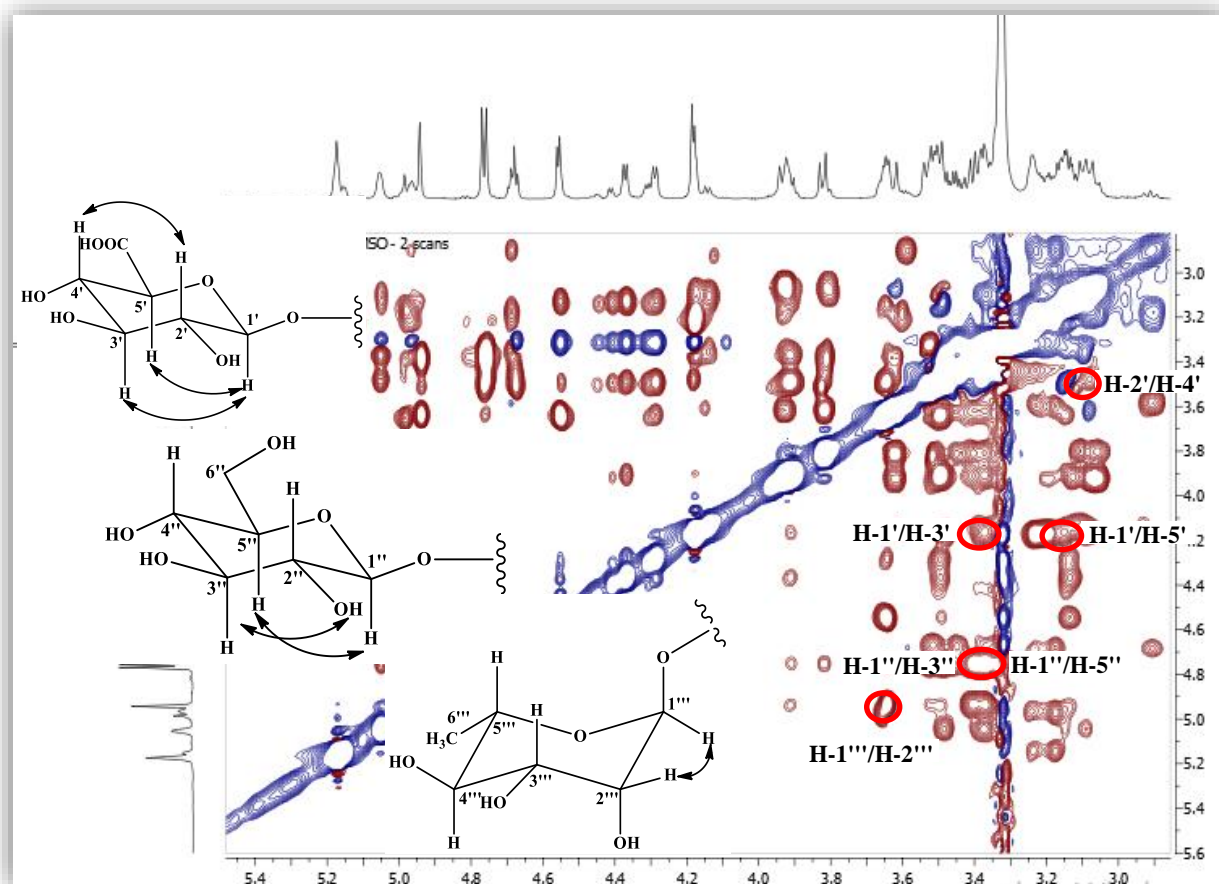 ISO - 2 scans
H
HOOC
H
O
4'
5'
1'
O
HO
2'
HO
OH
3'
H
H
H
H-2'/H-4'
OH
6''
H
H
O
4''
HO
5''
1''
O
HO
2''
3''
H
OH
H
H
H-1'/H-3'
H-1'/H-5'
H-1''/H-3''
H-1''/H-5''
H-1'''/H-2'''
O
H
1'''
6'''
5'''
H
O
H
H3C
HO
3'''
H
4'''
HO
2'''
H
OH
3.0
3.2
3.4
3.6
3.8
4.0
4.2
4.4
4.6
4.8
5.0
5.2
5.4
5.6
5.4 5.2 5.0 4.8 4.6 4.4 4.2 4.0 3.8 3.6 3.4 3.2 3.0